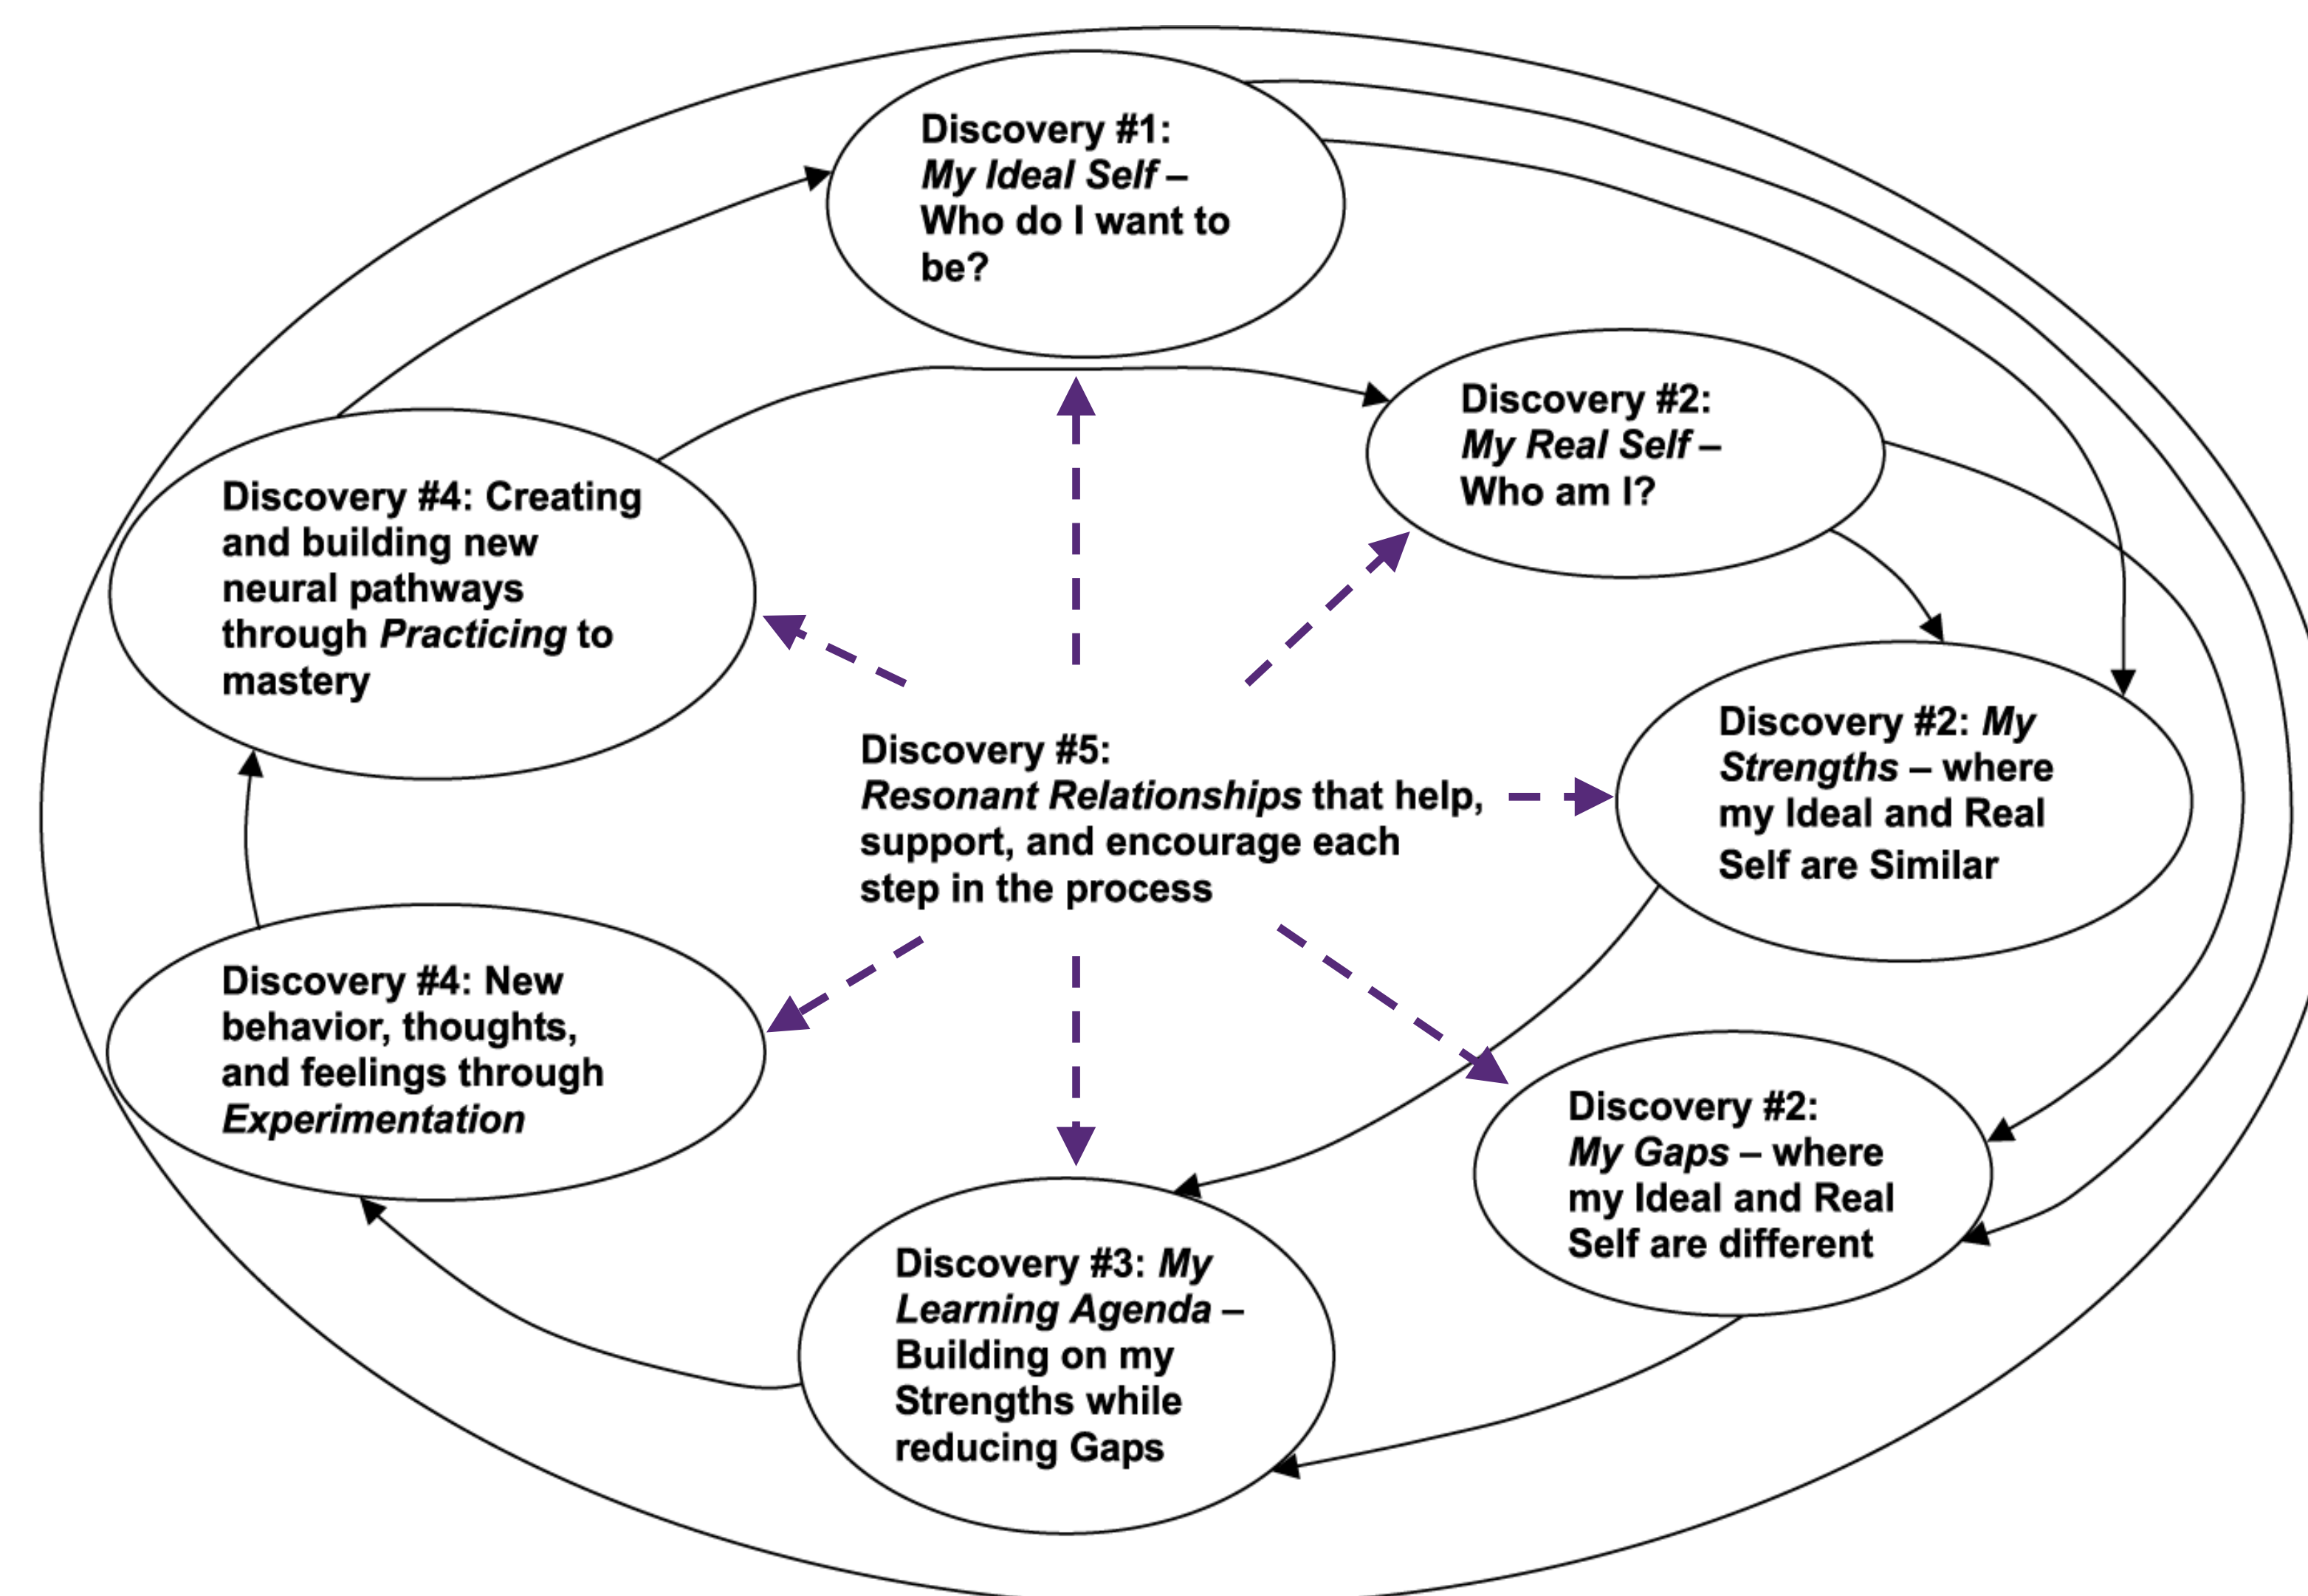 Discovery #1:
My Ideal Self –
Who do I want to
be?
Discovery #2:
My Real Self –
Who am I?
Discovery #2: My
Strengths – where
my Ideal and Real
Self are Similar
Discovery #2:
My Gaps – where
my Ideal and Real
Self are different
Discovery #3: My
Learning Agenda –
Building on my
Strengths while
reducing Gaps
Discovery #4: New
behavior, thoughts,
and feelings through
Experimentation
Discovery #4: Creating
and building new
neural pathways
through Practicing to
mastery
Discovery #5:
Resonant Relationships that help,
support, and encourage each
step in the process